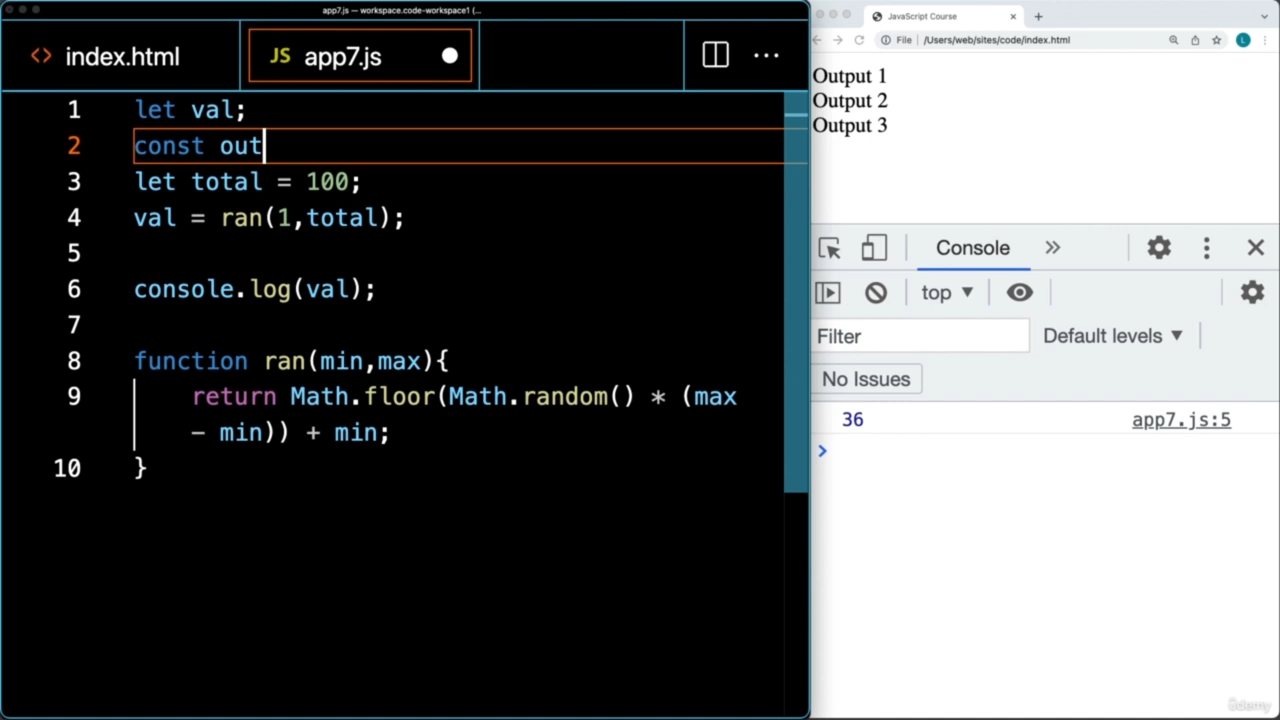 app7.js — workspace.code-workspace1 (...
<> index.html
JS app7.js
1 let val;
2 const out
3 let total = 100;
4 val = ran(1,total);
5
6 console.log(val);
7
8 function ran(min,max){
9 return Math.floor(Math.random() * (max
- min)) + min;
10 }
JavaScript Course
File /Users/web/sites/code/index.html
L
Output 1
Output 2
Output 3
Console
top
Filter
Default levels
No Issues
36 app7.js:5
Udemy